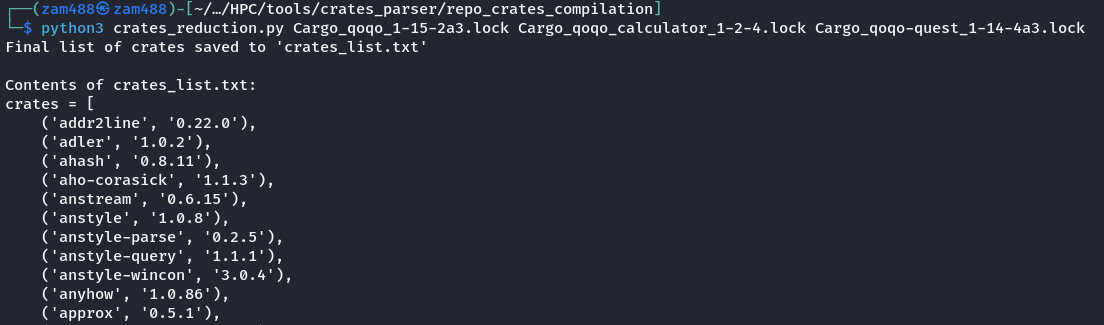 ┌──(zam488㉿zam488)-[~/…/HPC/tools/crates_parser/repo_crates_compilation]
└─$ python3 crates_reduction.py Cargo_qoqo_1-15-2a3.lock Cargo_qoqo_calculator_1-2-4.lock Cargo_qoqo-quest_1-14-4a3.lock
Final list of crates saved to 'crates_list.txt'
Contents of crates_list.txt:
crates = [
('addr2line', '0.22.0'),
('adler', '1.0.2'),
('ahash', '0.8.11'),
('aho-corasick', '1.1.3'),
('anstream', '0.6.15'),
('anstyle', '1.0.8'),
('anstyle-parse', '0.2.5'),
('anstyle-query', '1.1.1'),
('anstyle-wincon', '3.0.4'),
('anyhow', '1.0.86'),
('approx', '0.5.1'),